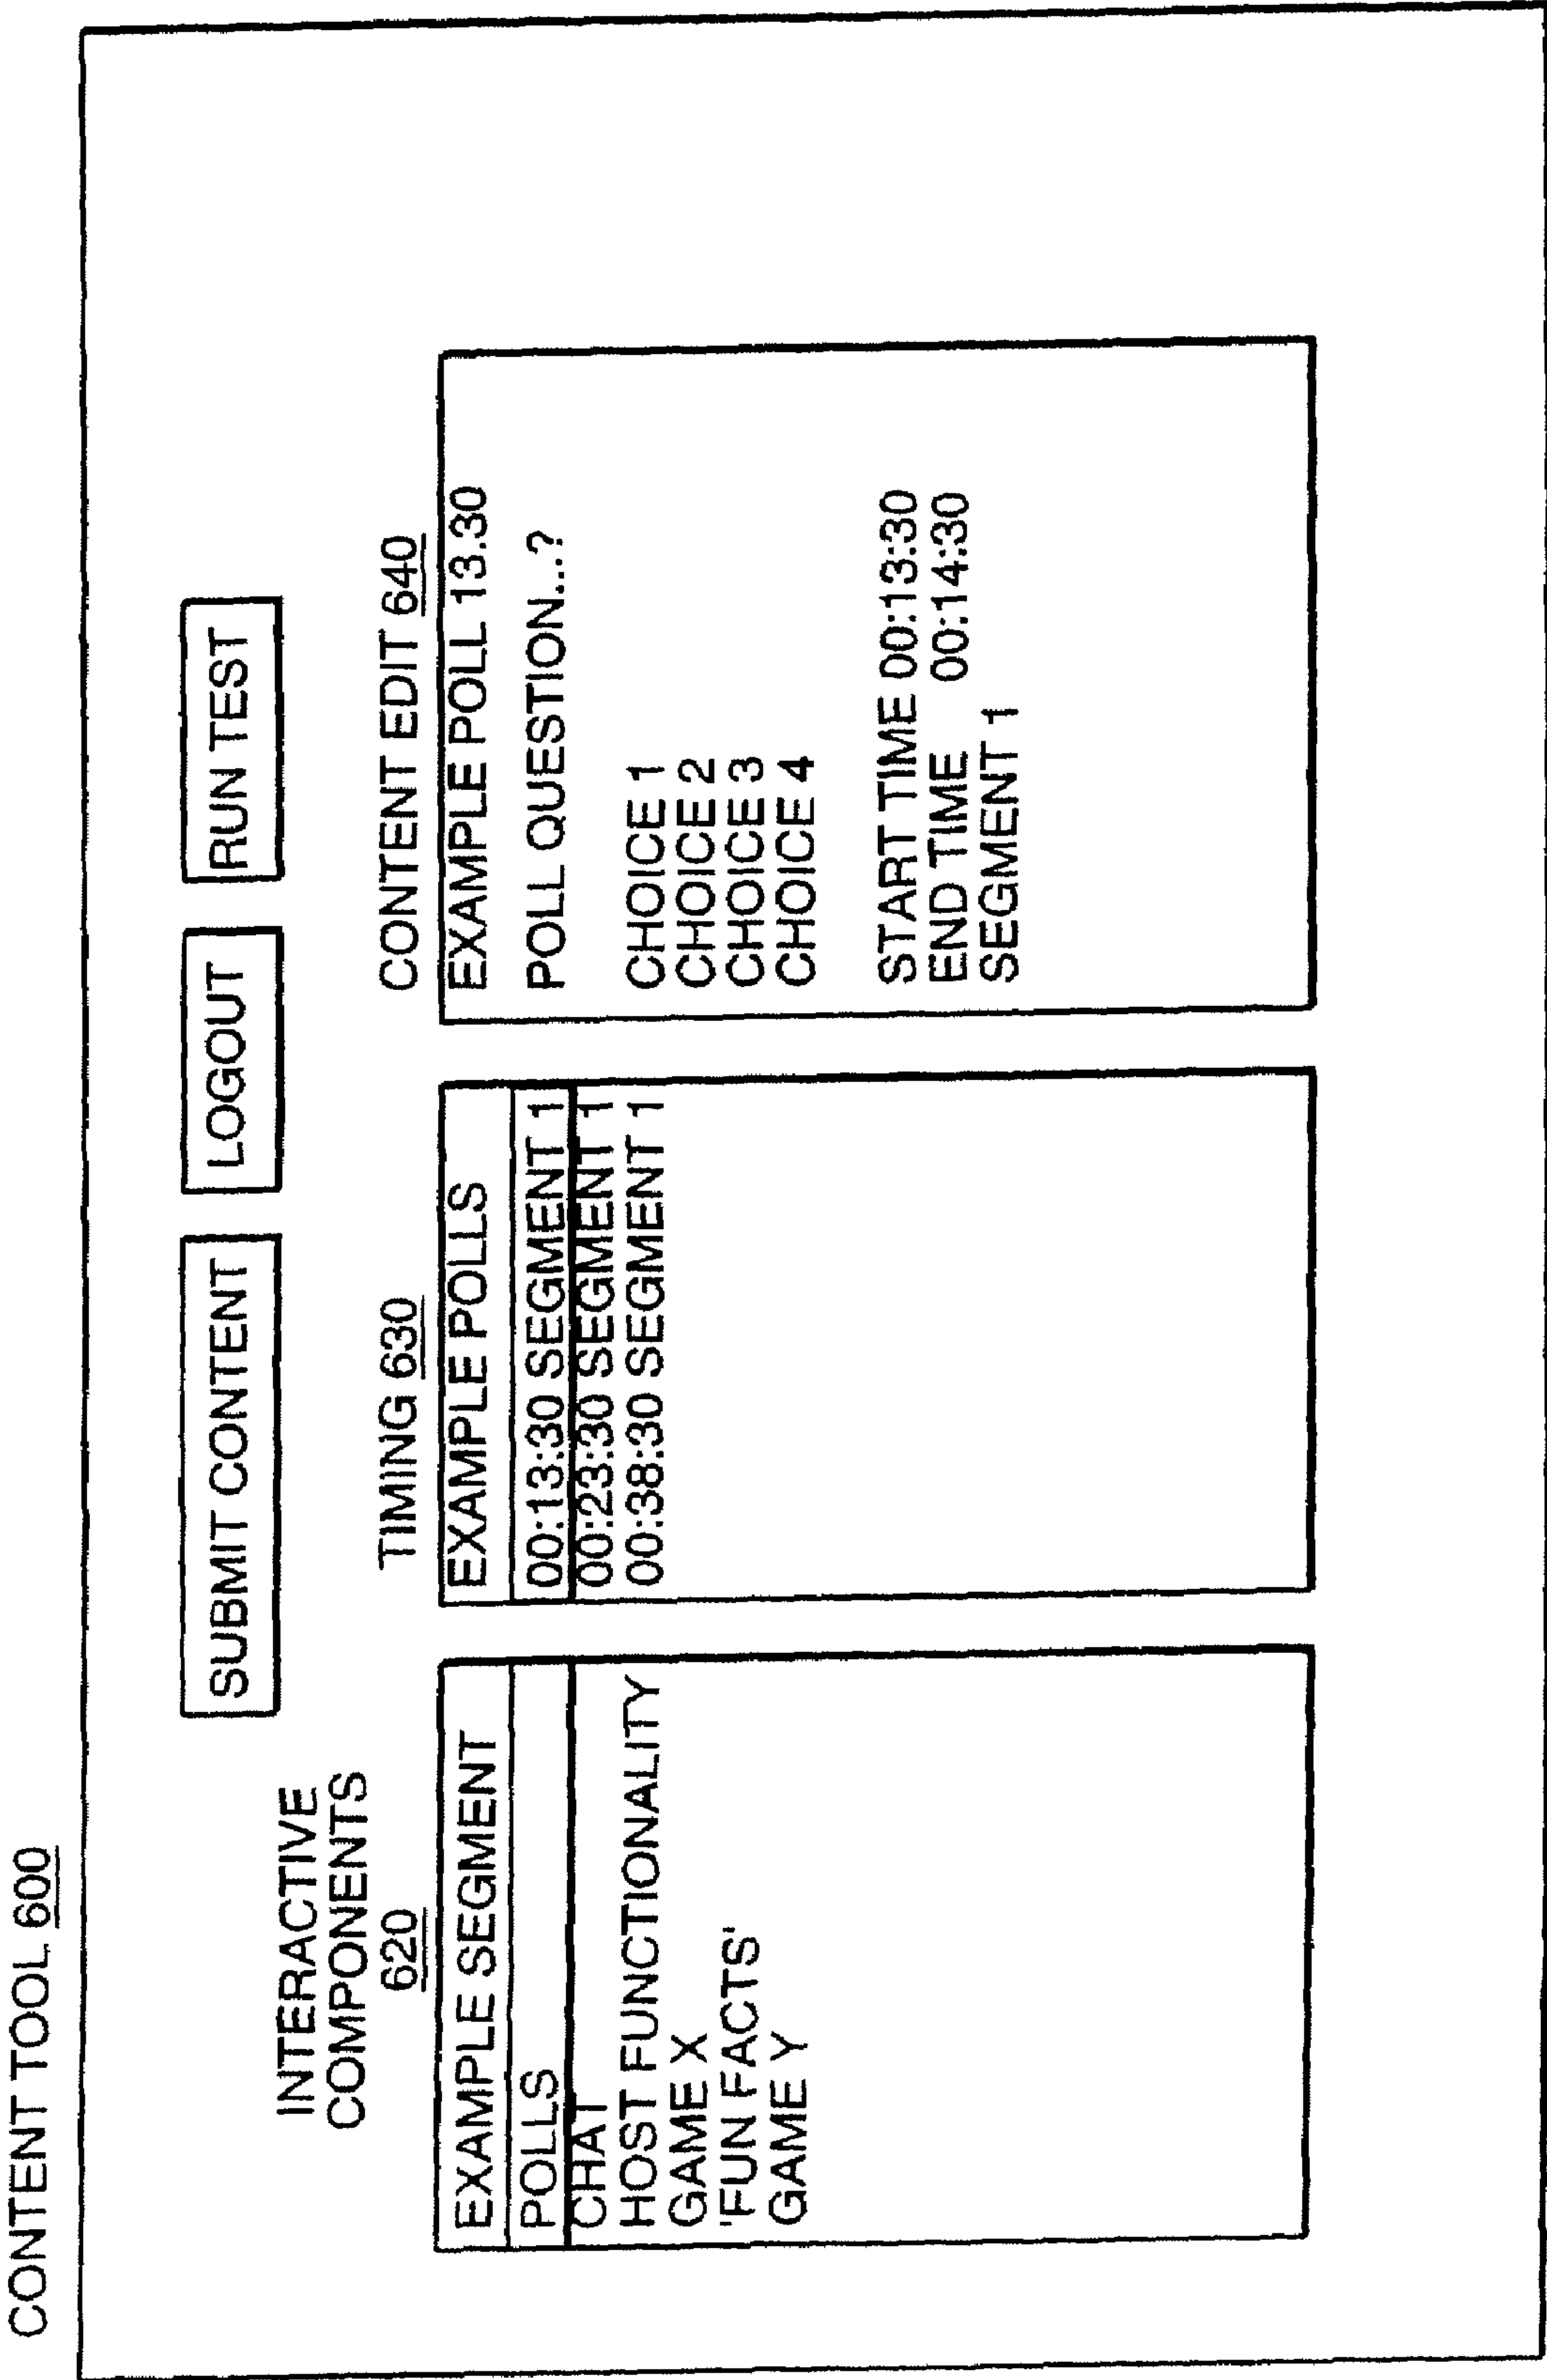 CONTENT TOOL 600
SUBMIT CONTENT
LOGOUT
RUN TEST
INTERACTIVE
COMPONENTS
620
EXAMPLE SEGMENT
POLLS
CHAT
HOST FUNCTIONALITY
GAME X
'FUN FACTS'
GAME Y
TIMING 630
EXAMPLE POLLS
00:13:30 SEGMENT 1
00:23:30 SEGMENT 1
00:38:30 SEGMENT 1
CONTENT EDIT 640
EXAMPLE POLL 13.30
POLL QUESTION...?
CHOICE 1
CHOICE 2
CHOICE 3
CHOICE 4
START TIME 00:13:30
END TIME 00:14:30
SEGMENT 1